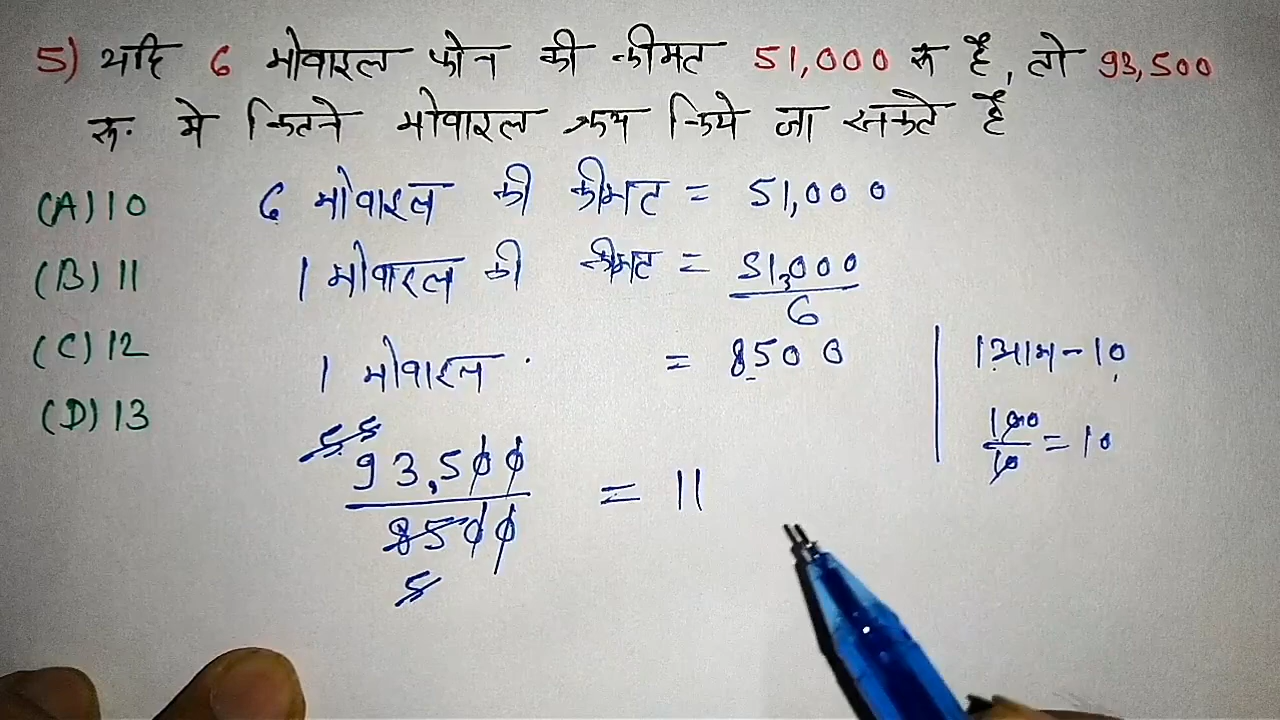 5) यदि 6 मोवाइल फोन की कीमत 51,000 रू है, तो 93,500
रू. मे कितने मोवाइल क्रय किये जा सकते है
(A) 10
(B) 11
(C) 12
(D) 13
6 मोवाइल की कीमत = 51,000
1 मोवाइल की कीमत = 51,000
6
1 मोवाइल = 8500
93,500
8500
= 11
1 आम - 10
100
10
= 10